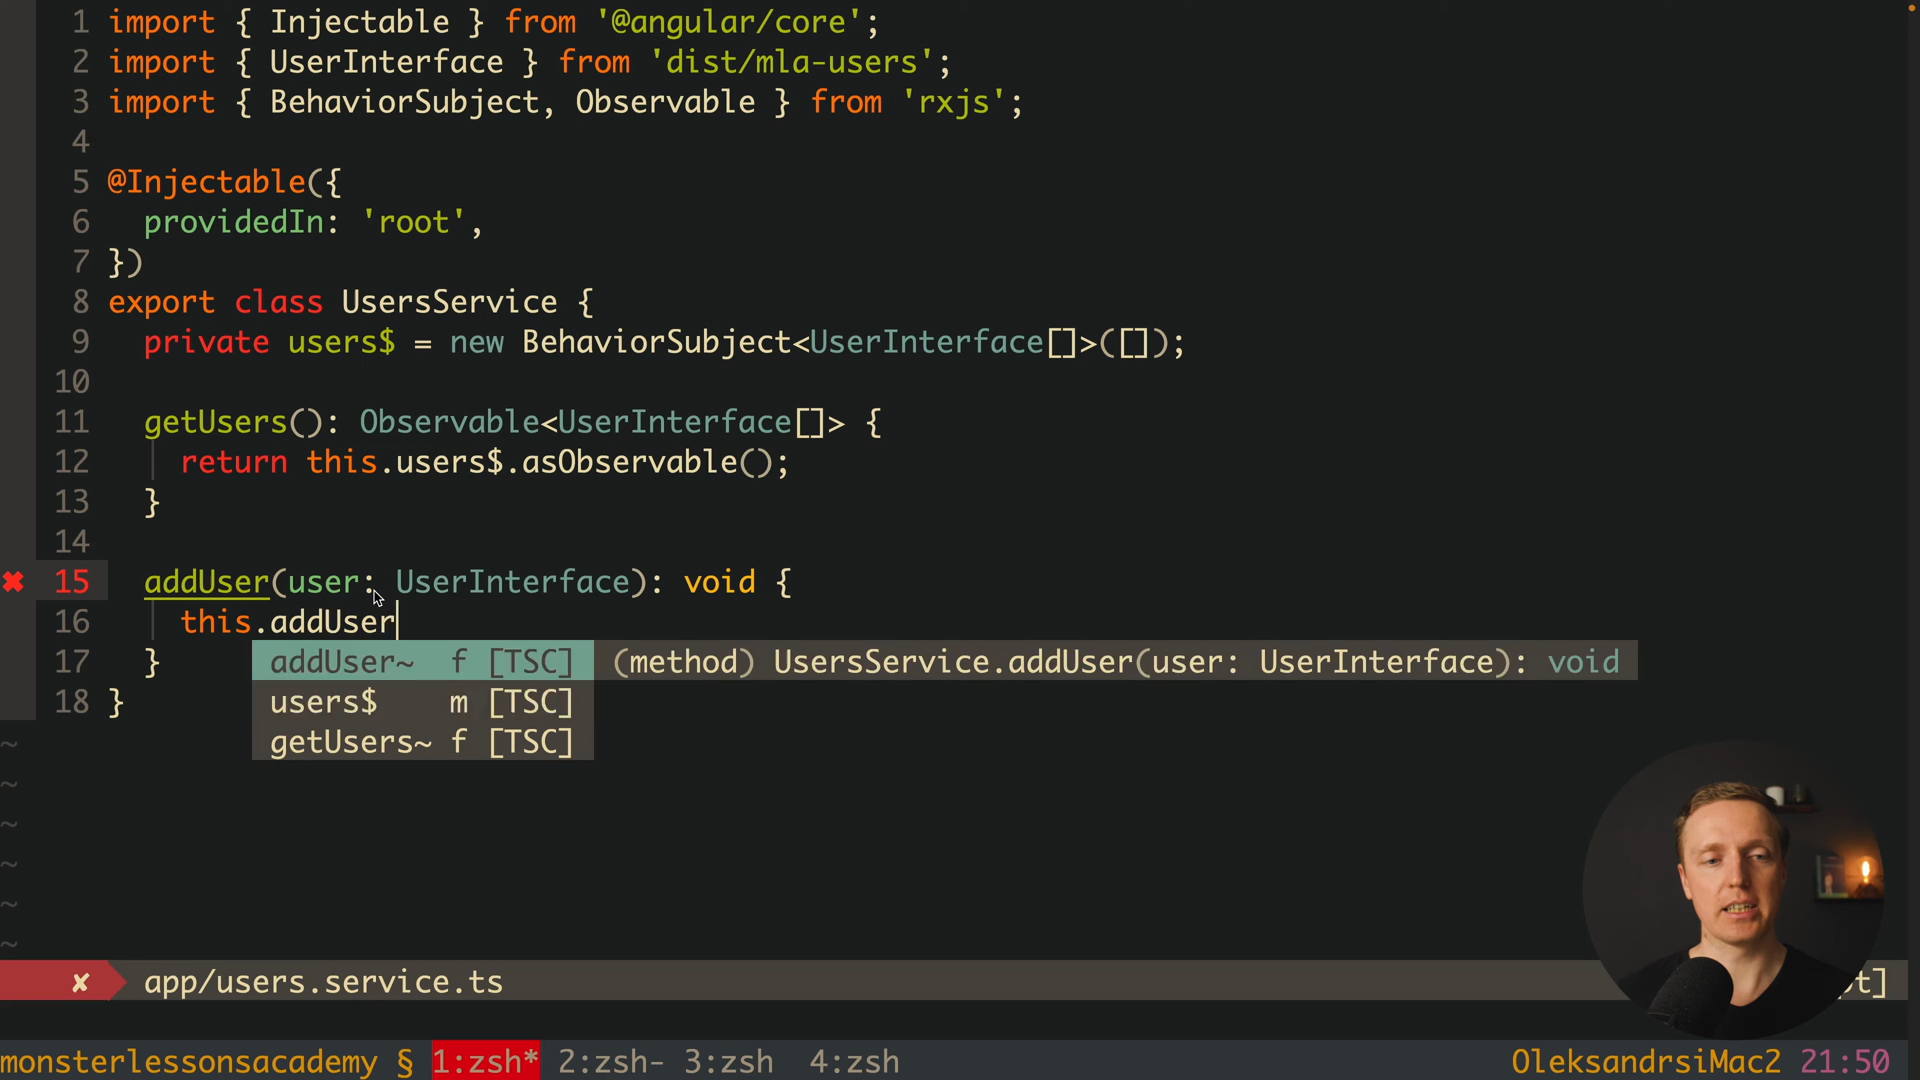 1 import { Injectable } from '@angular/core';
2 import { UserInterface } from 'dist/mla-users';
3 import { BehaviorSubject, Observable } from 'rxjs';
4
5 @Injectable({
6   providedIn: 'root',
7 })
8 export class UsersService {
9   private users$ = new BehaviorSubject<UserInterface[]>([]);
10
11   getUsers(): Observable<UserInterface[]> {
12     return this.users$.asObservable();
13   }
14
✖ 15   addUser(user: UserInterface): void {
16     this.addUser
17   }
addUser~ f [TSC] (method) UsersService.addUser(user: UserInterface): void
18 }
users$ m [TSC]
~ getUsers~ f [TSC]
~
~
~
~
~
✘ app/users.service.ts
monsterlessonsacademy § 1:zsh* 2:zsh- 3:zsh 4:zsh OleksandrsiMac2 21:50